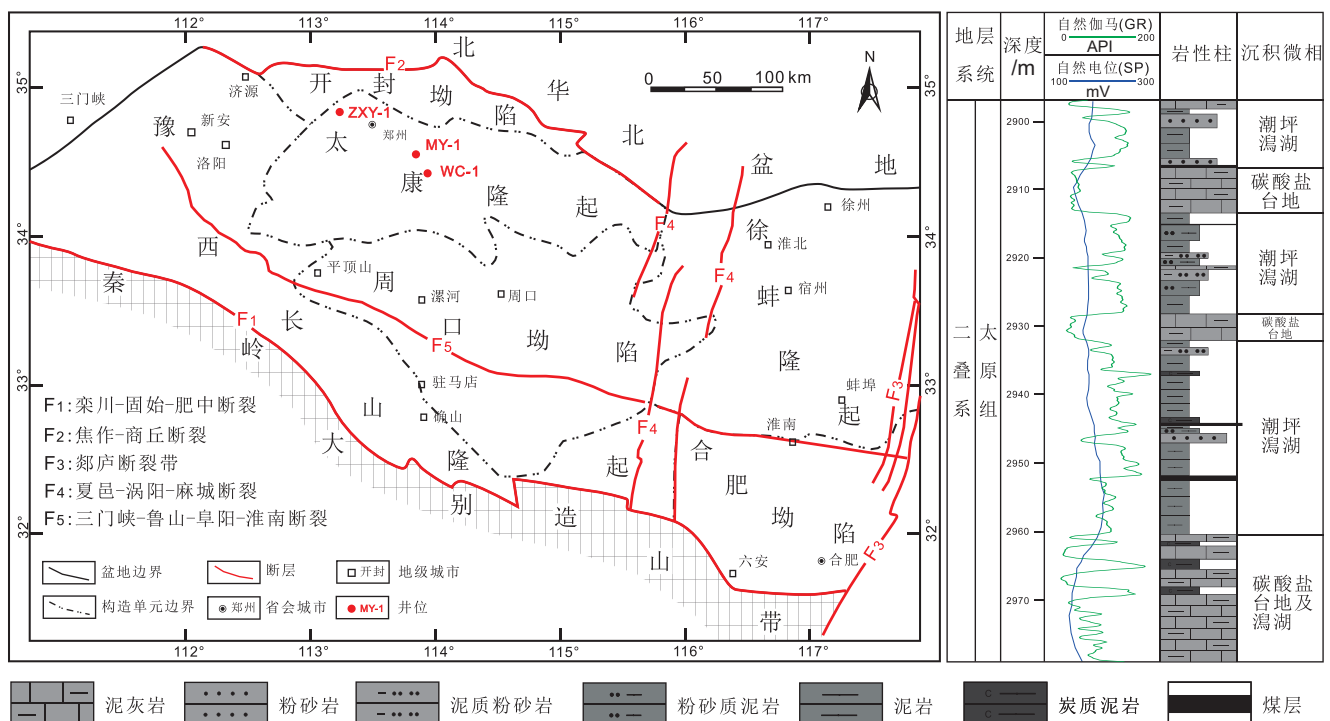 112° 113° 114° 115° 116° 117°
35°
34°
33°
32°
35°
34°
33°
32°
112° 113° 114° 115° 116° 117°
北华北盆地
开封坳陷
太康隆起
豫西
周口坳陷
徐蚌隆起
长山隆起
合肥坳陷
秦岭大别造山带
F2
F1
F5
F4
F4
F4
F3
F3
三门峡
济源
新安
洛阳
郑州
ZXY-1
MY-1
WC-1
平顶山
漯河
周口
驻马店
确山
徐州
淮北
宿州
蚌埠
淮南
六安
合肥
0 50 100 km
N
F1:栾川-固始-肥中断裂
F2:焦作-商丘断裂
F3:郯庐断裂带
F4:夏邑-涡阳-麻城断裂
F5:三门峡-鲁山-阜阳-淮南断裂
盆地边界 断层 开封 地级城市
构造单元边界 郑州 省会城市 MY-1 井位
地层系统
深度/m
自然伽马(GR)
0 200
API
自然电位(SP)
100 300
mV
岩性柱
沉积微相
二叠系
太原组
2900
2910
2920
2930
2940
2950
2960
2970
潮坪
潟湖
碳酸盐
台地
潮坪
潟湖
碳酸盐
台地
潮坪
潟湖
碳酸盐
台地及
潟湖
泥灰岩 粉砂岩 泥质粉砂岩 粉砂质泥岩 泥岩 C C 炭质泥岩 煤层